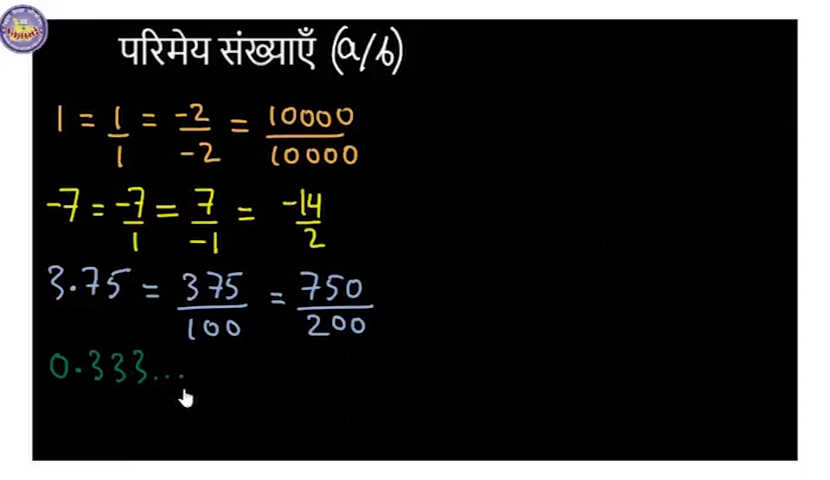 परिमेय संख्याएँ (a/b)
1 = 1/1 = -2/-2 = 10000/10000
-7 = -7/1 = 7/-1 = -14/2
3.75 = 375/100 = 750/200
0.333...